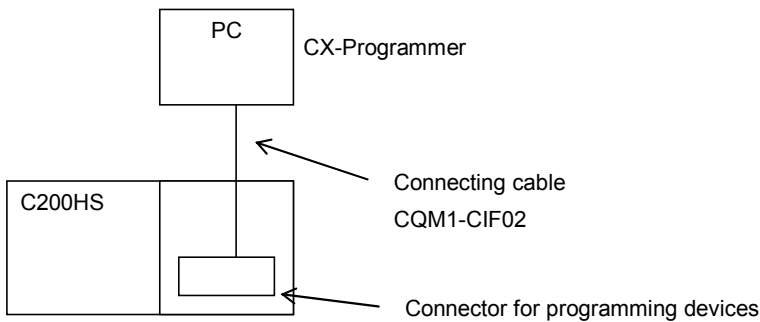 PC
CX-Programmer
Connecting cable
CQM1-CIF02
C200HS
Connector for programming devices